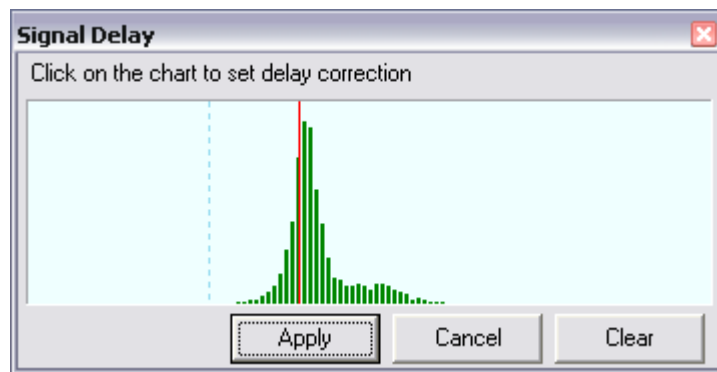 Signal Delay
Click on the chart to set delay correction
Apply Cancel Clear